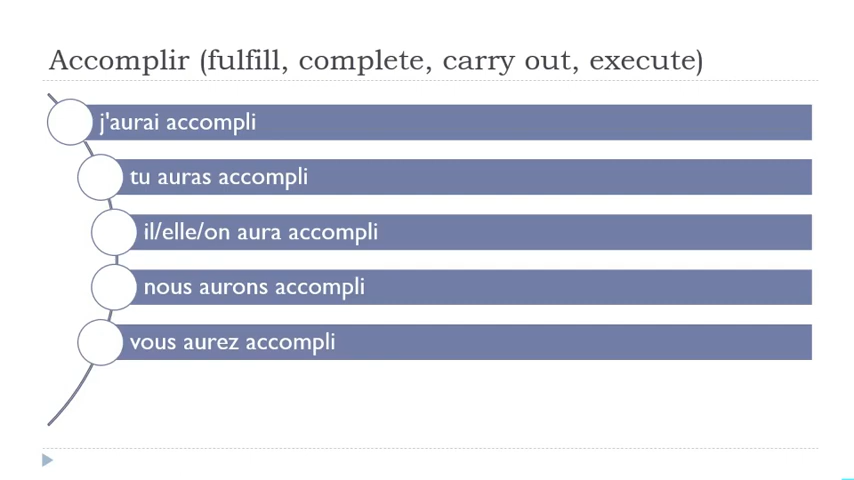 Accomplir (fulfill, complete, carry out, execute)
j'aurai accompli
tu auras accompli
il/elle/on aura accompli
nous aurons accompli
vous aurez accompli